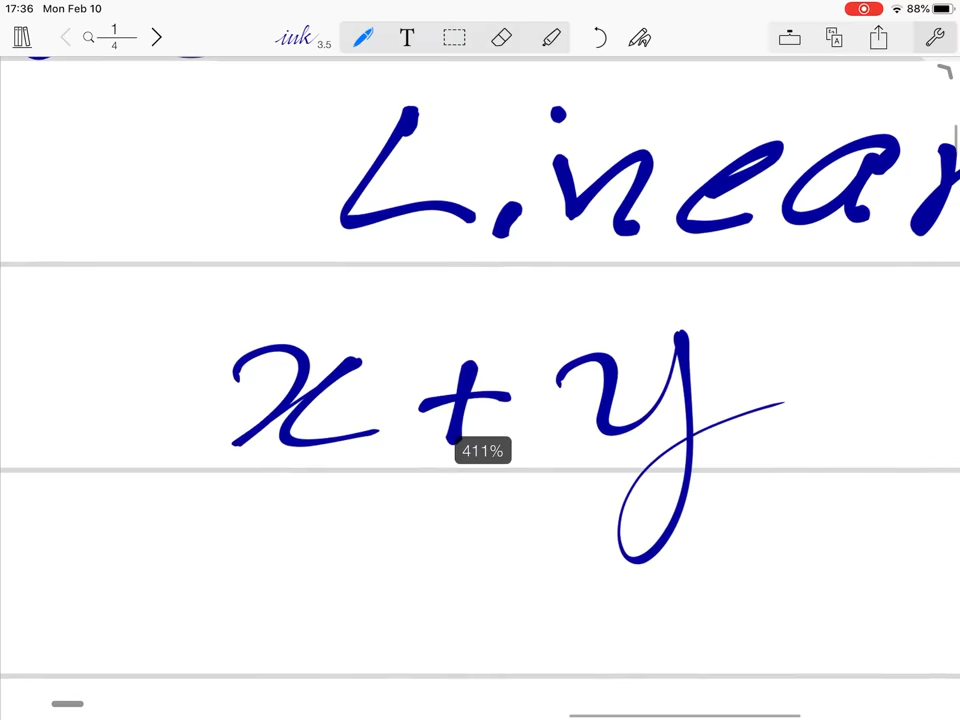 17:36 Mon Feb 10 88%
1
4
ink 3.5 T
Linear
x + y
411%